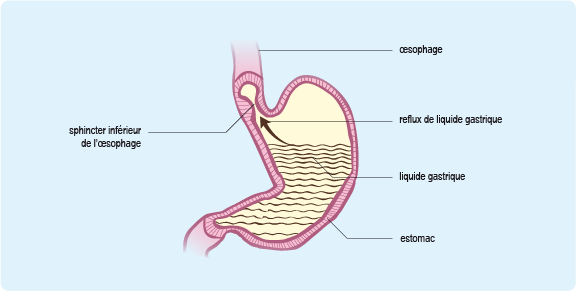 œsophage
reflux de liquide gastrique
sphincter inférieur
de l'œsophage
liquide gastrique
estomac